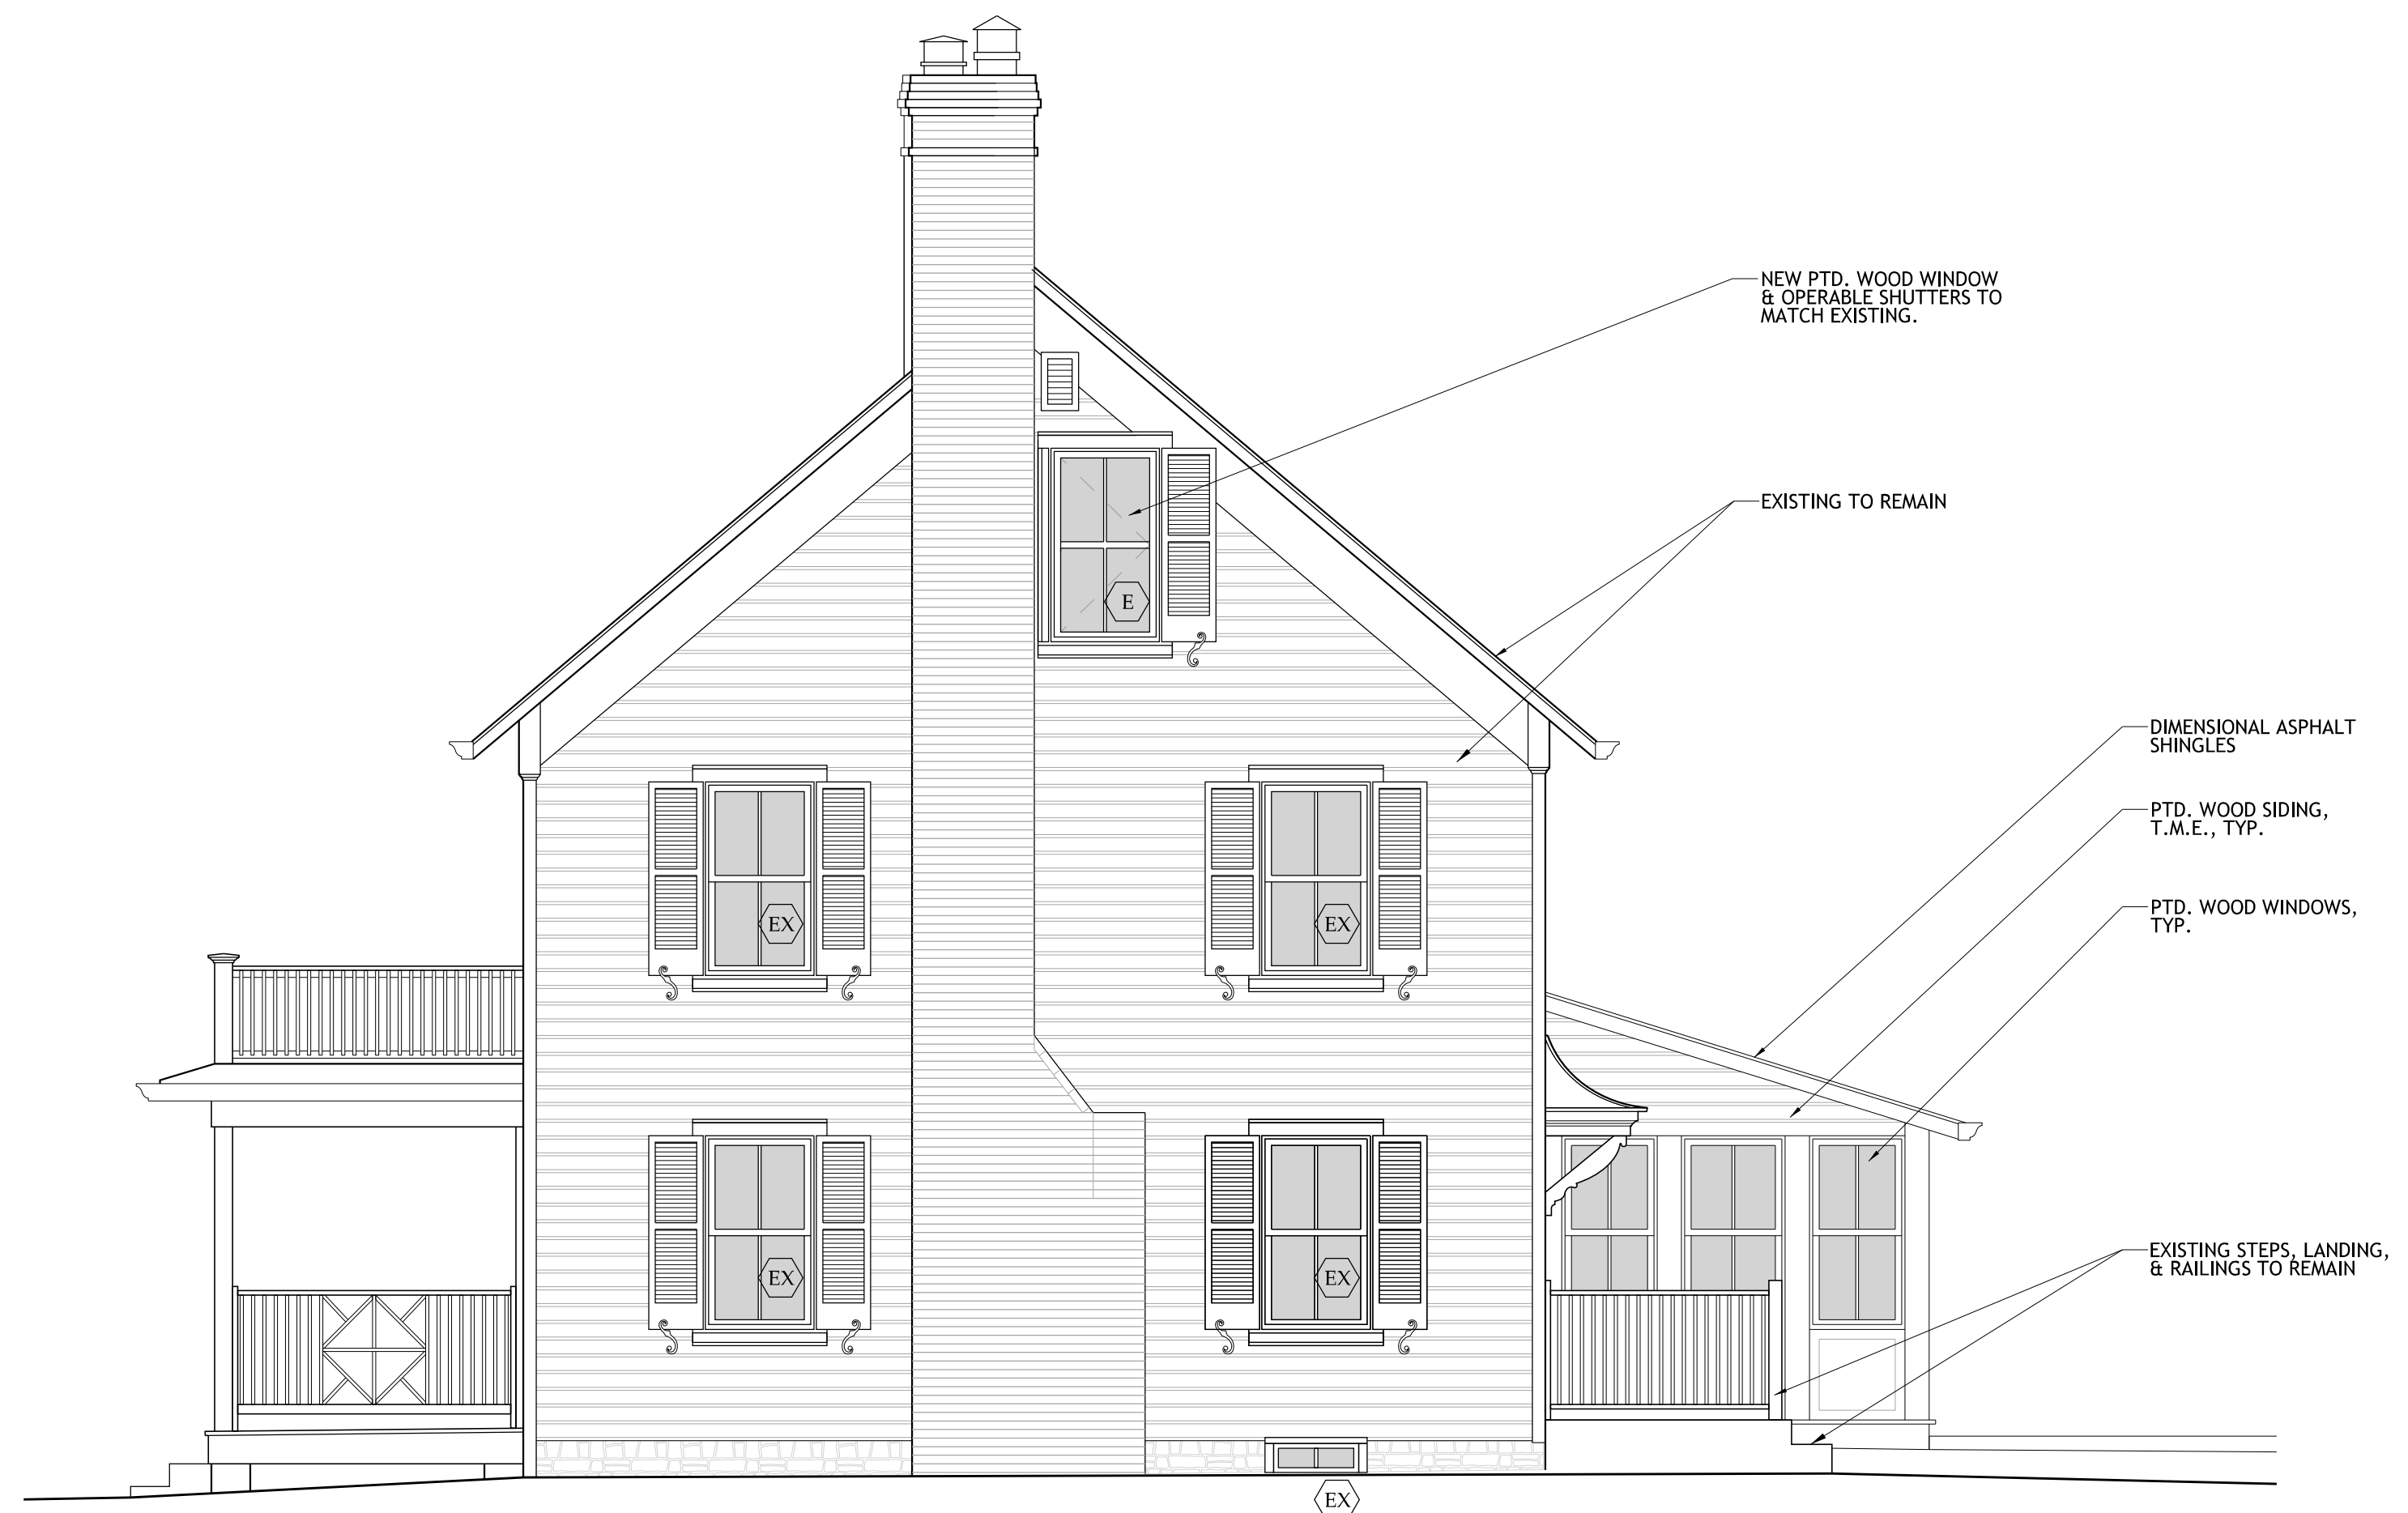 NEW PTD. WOOD WINDOW
& OPERABLE SHUTTERS TO
MATCH EXISTING.
EXISTING TO REMAIN
E
DIMENSIONAL ASPHALT
SHINGLES
PTD. WOOD SIDING,
T.M.E., TYP.
PTD. WOOD WINDOWS,
TYP.
EX
EX
EXISTING STEPS, LANDING,
& RAILINGS TO REMAIN
EX
EX
EX